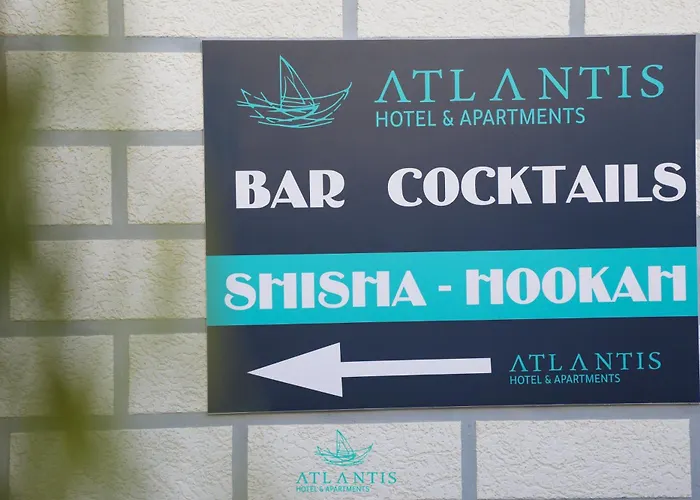 ATLANTIS
HOTEL & APARTMENTS
BAR COCKTAILS
SHISHA - HOOKAH
ATLANTIS
HOTEL & APARTMENTS
ATLANTIS
HOTEL & APARTMENTS